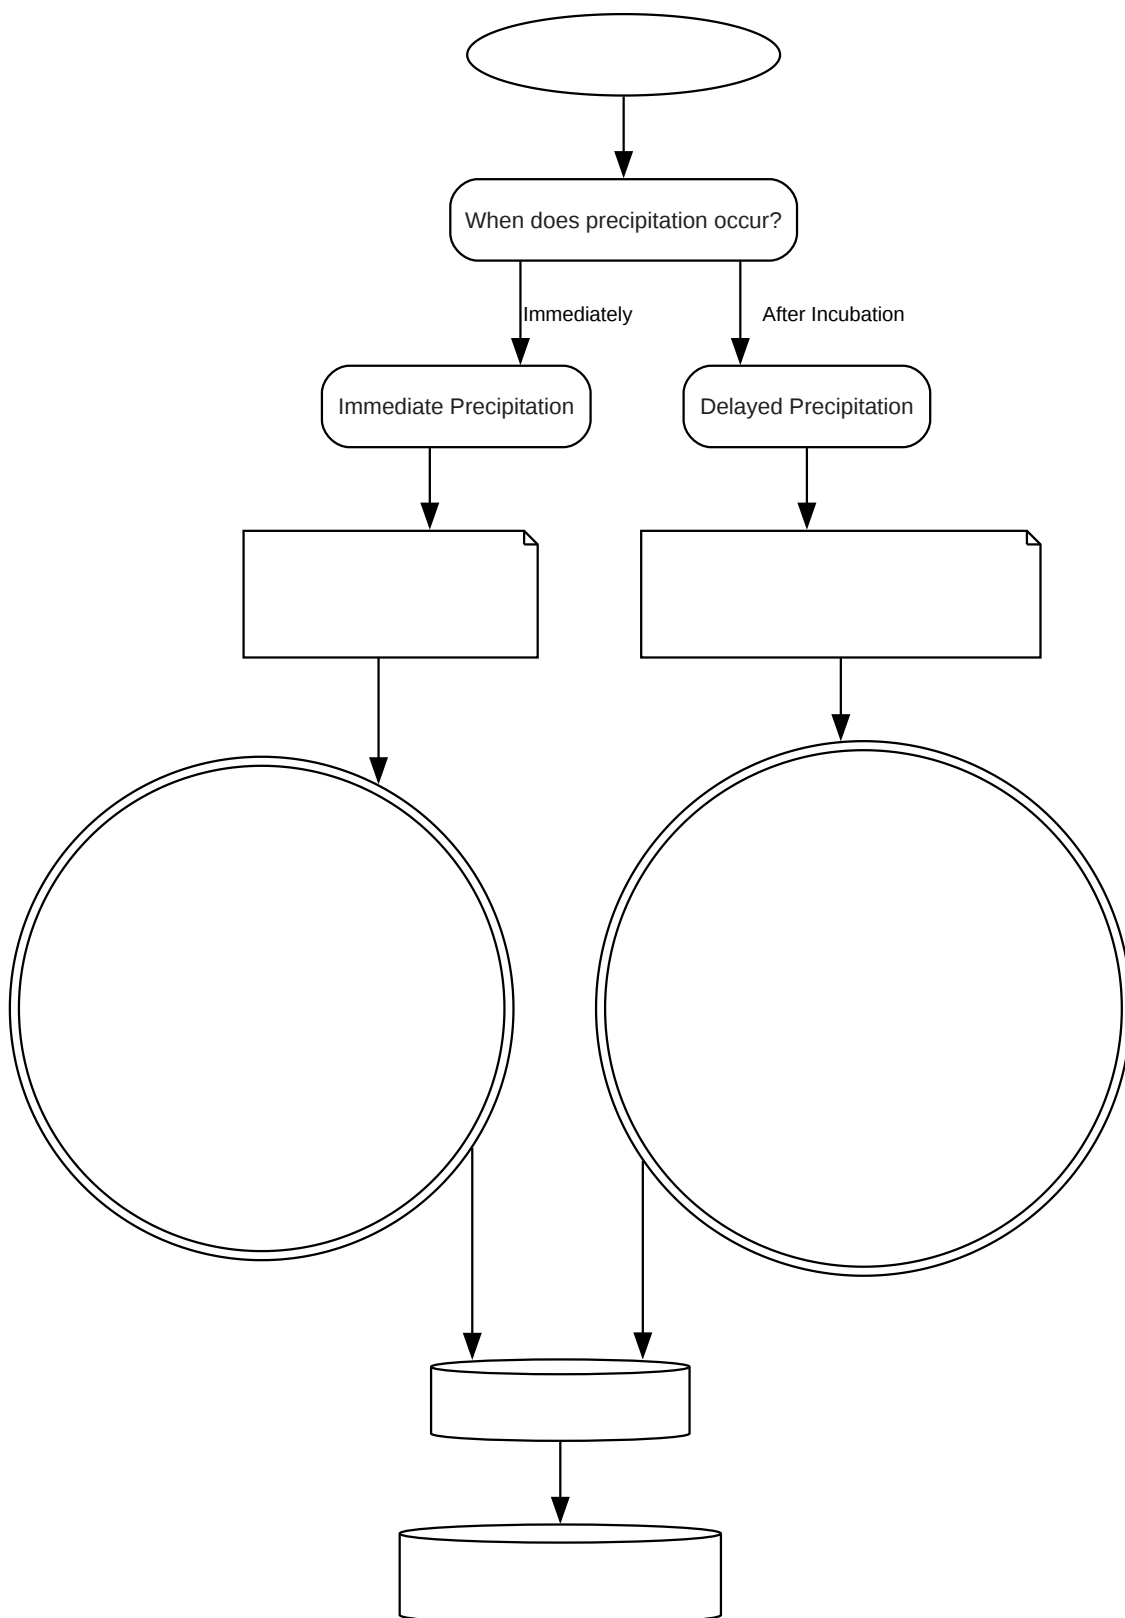 When does precipitation occur?
Immediately
After Incubation
Immediate Precipitation
Delayed Precipitation